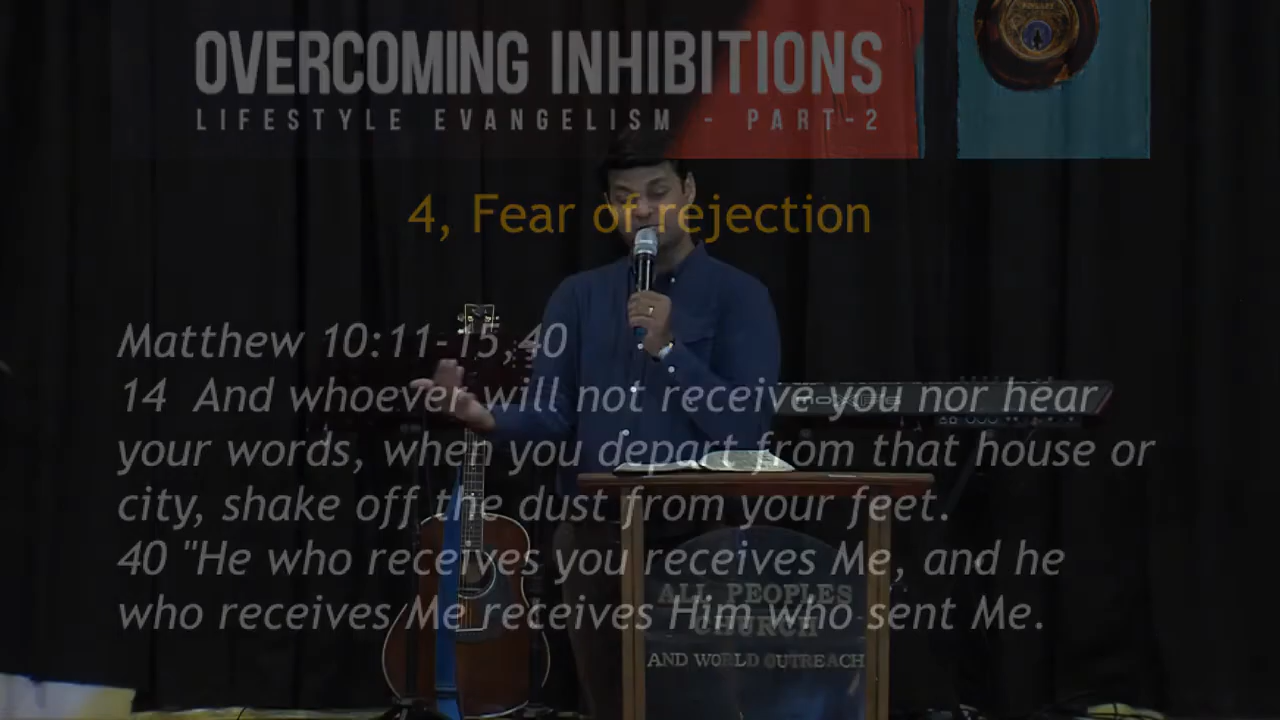 OVERCOMING INHIBITIONS
LIFESTYLE EVANGELISM - PART-2
4, Fear of rejection
Matthew 10:11-15,40
14 And whoever will not receive you nor hear
your words, when you depart from that house or
city, shake off the dust from your feet.
40 "He who receives you receives Me, and he
who receives Me receives Him who sent Me.
ALL PEOPLES
CHURCH
AND WORLD OUTREACH